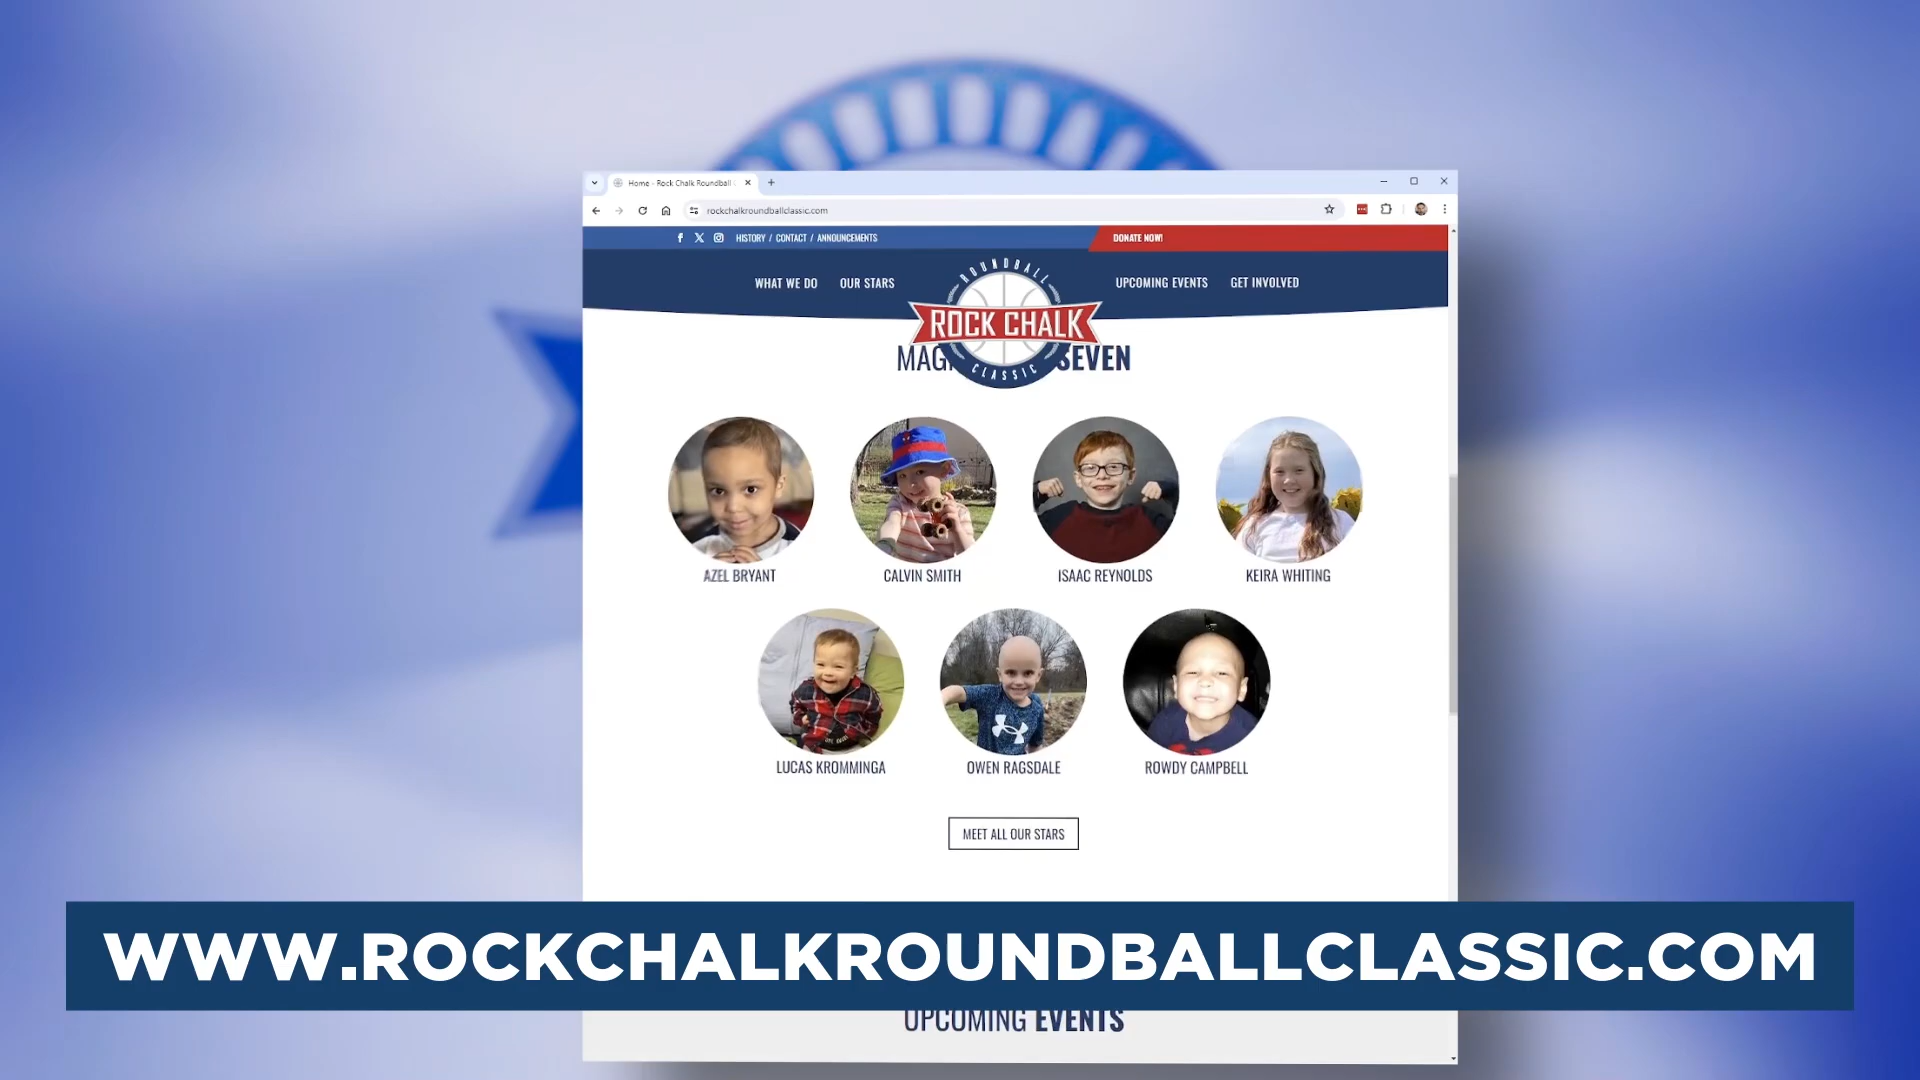 Home - Rock Chalk Roundball
rockchalkroundballclassic.com
HISTORY / CONTACT / ANNOUNCEMENTS
DONATE NOW!
WHAT WE DO
OUR STARS
ROUNDBALL
ROCK CHALK
CLASSIC
UPCOMING EVENTS
GET INVOLVED
MAG SEVEN
AZEL BRYANT
CALVIN SMITH
ISAAC REYNOLDS
KEIRA WHITING
LUCAS KROMMINGA
OWEN RAGSDALE
ROWDY CAMPBELL
MEET ALL OUR STARS
WWW.ROCKCHALKROUNDBALLCLASSIC.COM
UPCOMING EVENTS